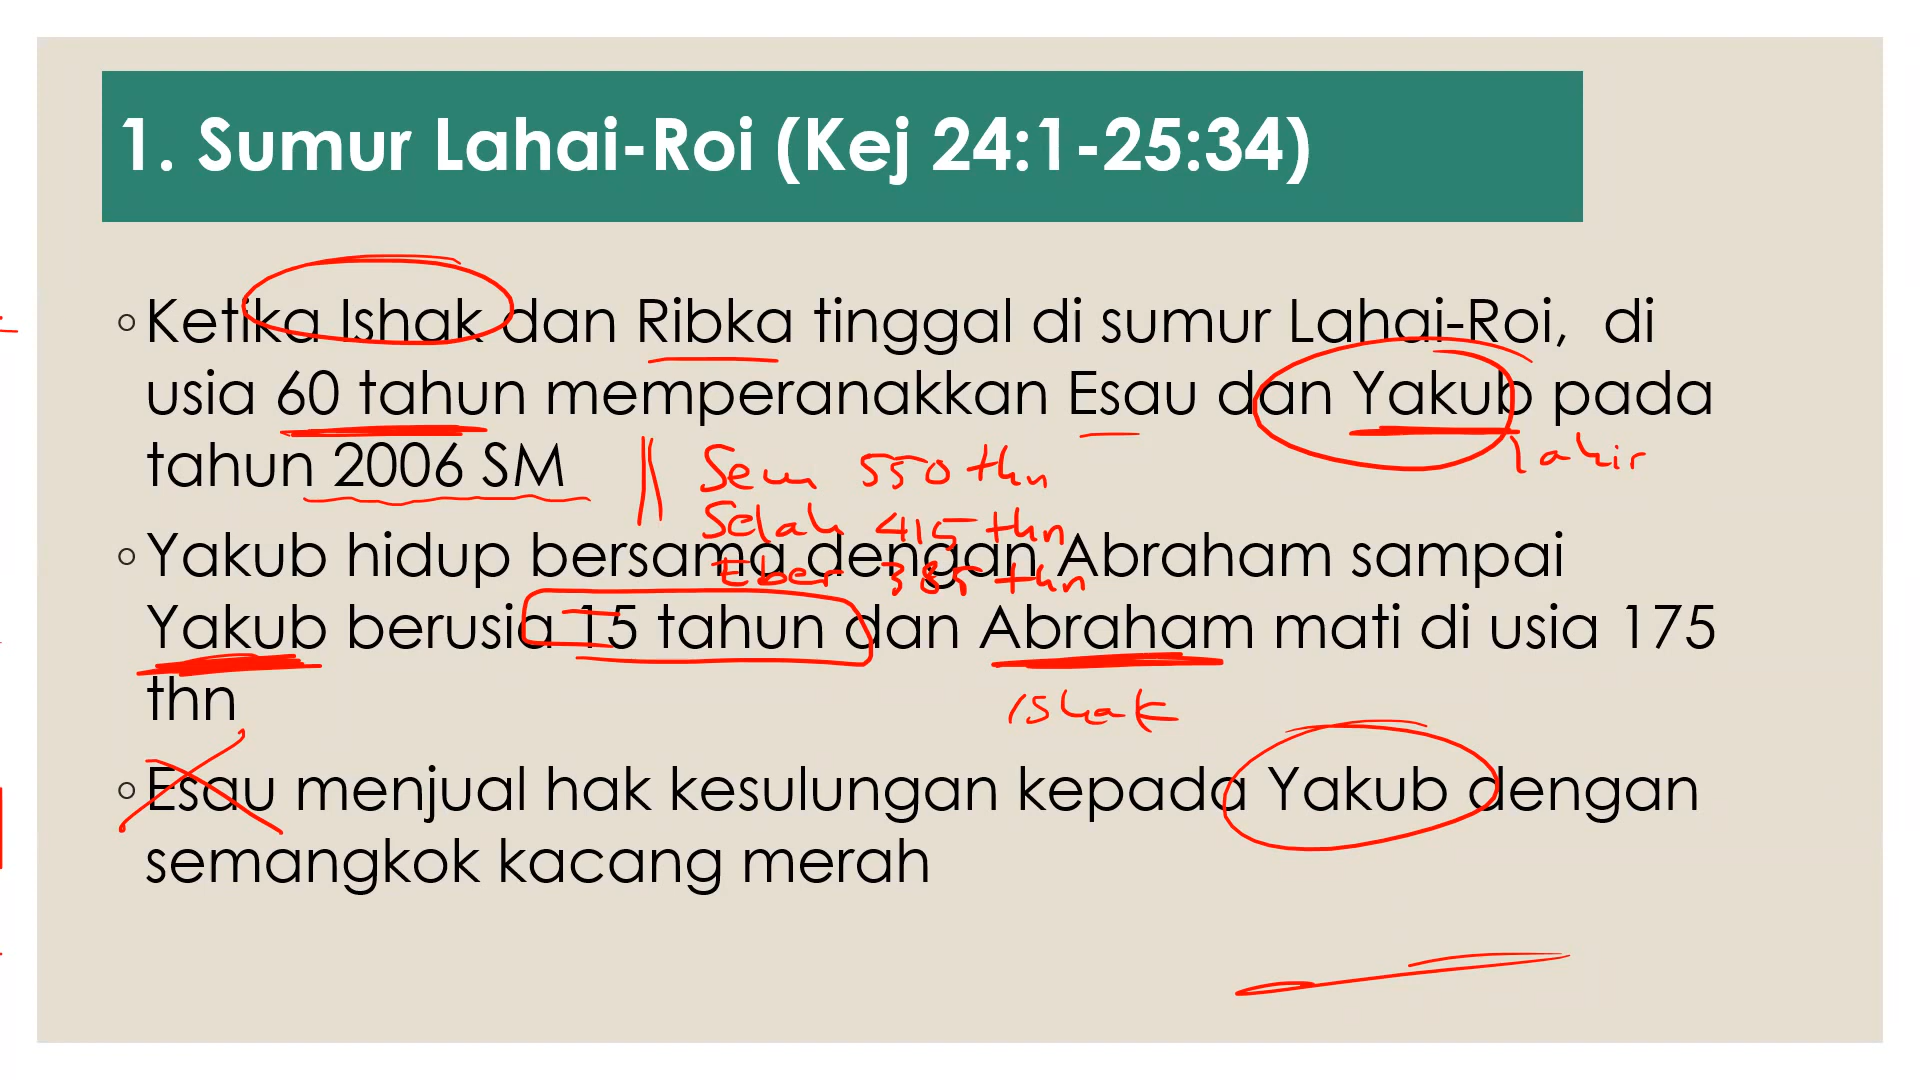 1. Sumur Lahai-Roi (Kej 24:1-25:34)
◦Ketika Ishak dan Ribka tinggal di sumur Lahai-Roi, di
usia 60 tahun memperanakkan Esau dan Yakub pada
lahir
tahun 2006 SM
Sem 550 thn
Selah 415 thn
◦Yakub hidup bersama dengan Abraham sampai
Eber 385 thn
Yakub berusia 15 tahun dan Abraham mati di usia 175
thn
Ishak
◦Esau menjual hak kesulungan kepada Yakub dengan
semangkok kacang merah